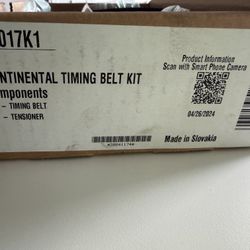 017K1
NTINENTAL TIMING BELT KIT
mponents
- TIMING BELT
- TENSIONER
Product Information
Scan with Smart Phone Camera
04/26/2024
Made in Slovakia